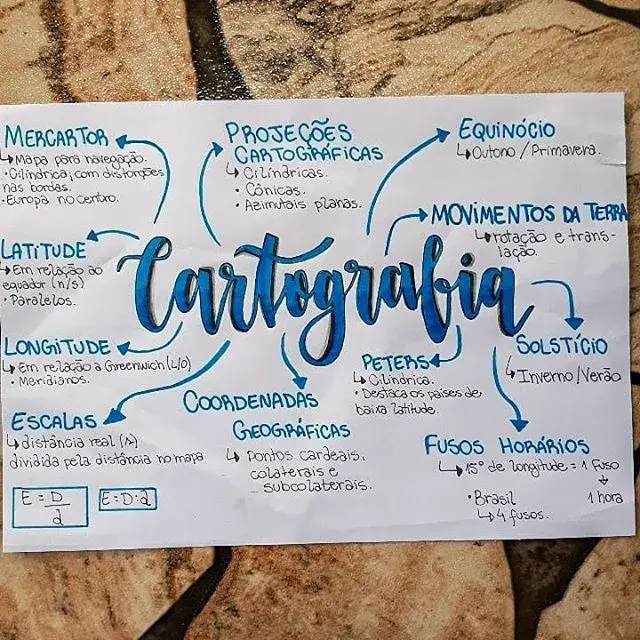 MERCARTOR
↳ Mapa para navegação.
• Cilíndrica, com distorções
nas bordas.
• Europa no centro.
PROJEÇÕES
CARTOGRÁFICAS
↳ Cilíndricas.
• Cônicas.
• Azimutais planas.
EQUINÓCIO
↳ Outono / Primavera.
MOVIMENTOS DA TERRA
↳ rotação e trans-
lação.
LATITUDE
↳ Em relação ao
equador (n/s)
• Paralelos.
Cartografia
LONGITUDE
↳ Em relação a Greenwich (L/O)
• Meridianos.
SOLSTÍCIO
↳ Inverno / Verão
PETERS
↳ Cilíndrica.
• Destaca os países de
baixa latitude.
ESCALAS
↳ distância real (n)
dividida pela distância no mapa
E = D
d
E = D : d
COORDENADAS
GEOGRÁFICAS
↳ Pontos cardeais,
colaterais e
subcolaterais.
FUSOS HORÁRIOS
↳ 15° de longitude = 1 Fuso
↓
1 hora
• Brasil
↳ 4 fusos.